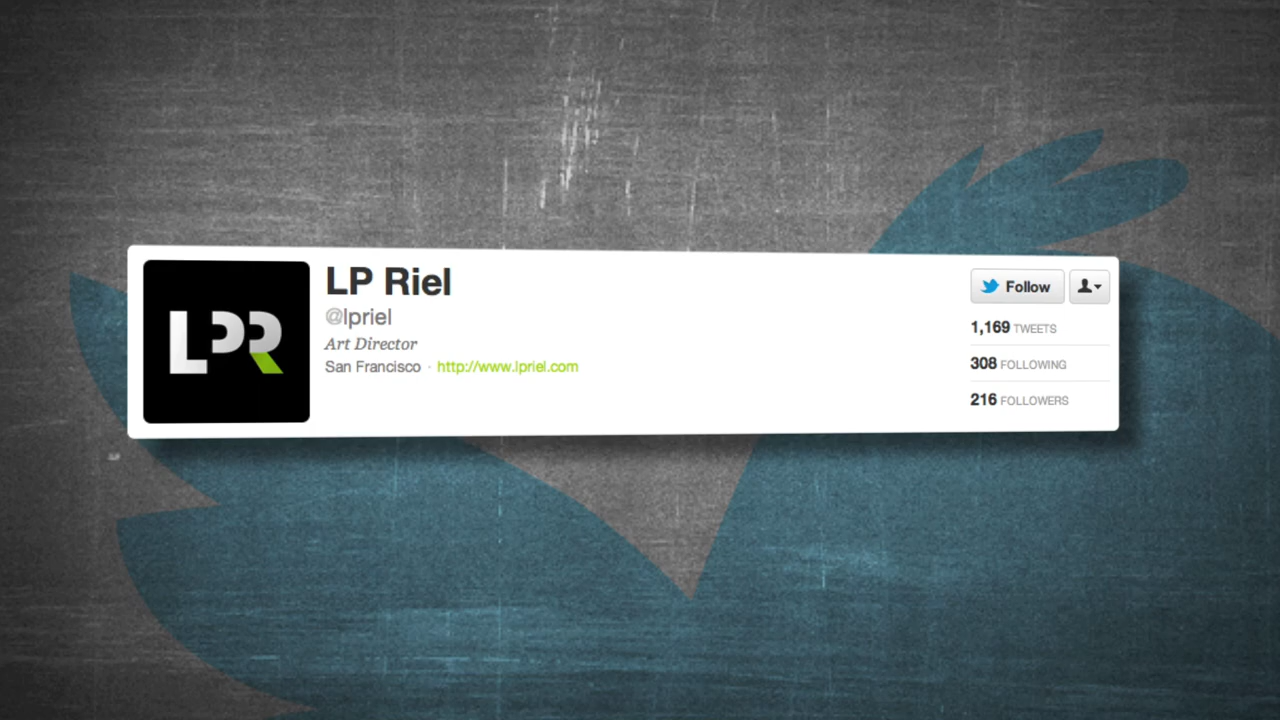 LPR
LP Riel
@lpriel
Art Director
San Francisco · http://www.lpriel.com
Follow
1,169 TWEETS
308 FOLLOWING
216 FOLLOWERS